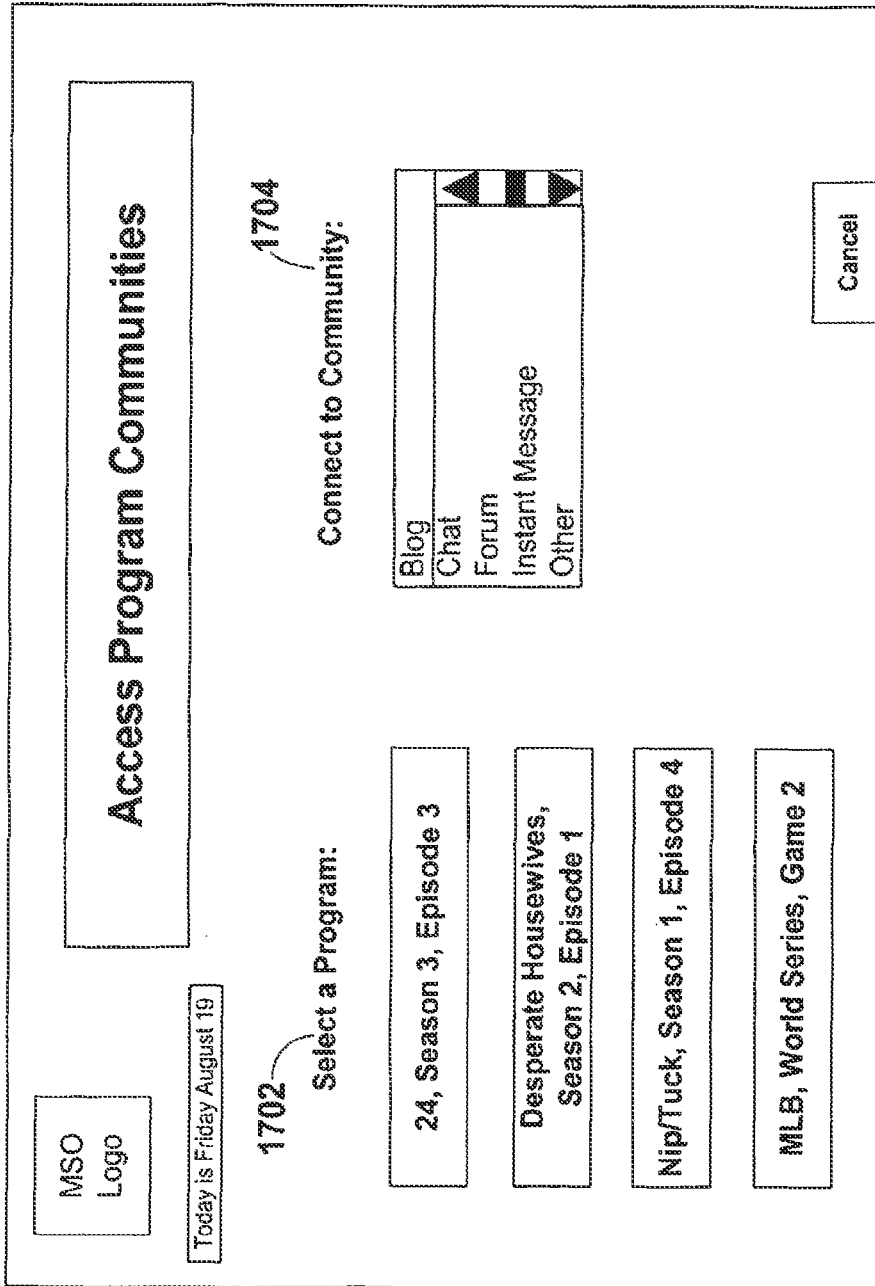 MSO
Logo
Access Program Communities
Today is Friday August 19
1702
Select a Program:
24, Season 3, Episode 3
Desperate Housewives,
Season 2, Episode 1
Nip/Tuck, Season 1, Episode 4
MLB, World Series, Game 2
1704
Connect to Community:
Blog
Chat
Forum
Instant Message
Other
Cancel